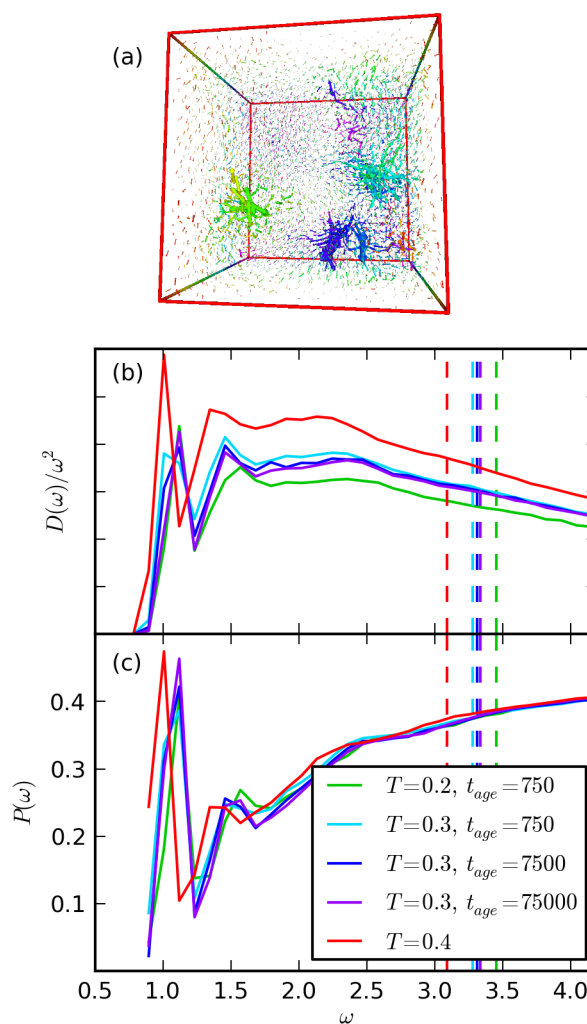 (a)
(b)
D(ω)/ω²
(c)
0.4
0.3
0.2
0.1
P(ω)
T=0.2, t_age=750
T=0.3, t_age=750
T=0.3, t_age=7500
T=0.3, t_age=75000
T=0.4
0.5 1.0 1.5 2.0 2.5 3.0 3.5 4.0
ω